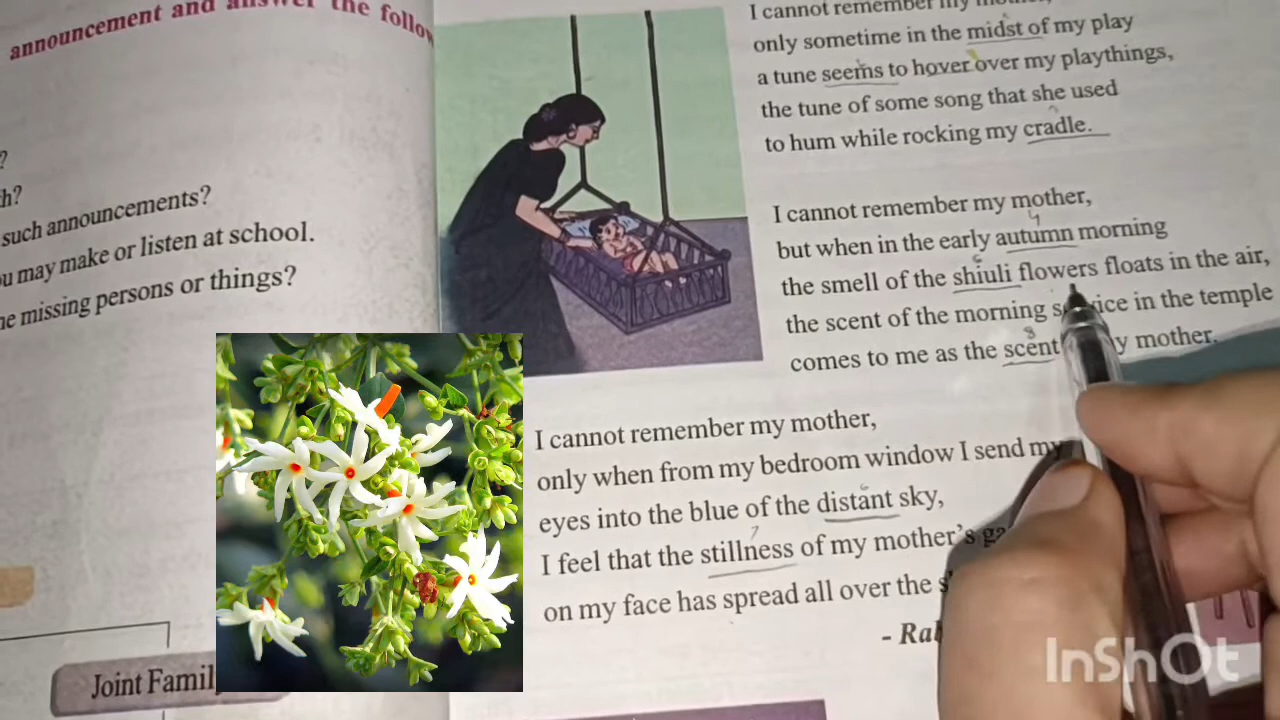 announcement and answer the follow
?
h?
such announcements?
ou may make or listen at school.
ne missing persons or things?
Joint Famil
I cannot remember my mother,
only sometime in the midst of my play
a tune seems to hover over my playthings,
the tune of some song that she used
to hum while rocking my cradle.
I cannot remember my mother,
but when in the early autumn morning
the smell of the shiuli flowers floats in the air,
the scent of the morning in the temple
comes to me as the scent my mother.
I cannot remember my mother,
only when from my bedroom window I send my
eyes into the blue of the distant sky,
I feel that the stillness of my mother's
on my face has spread all over the
- Ral
InShOt